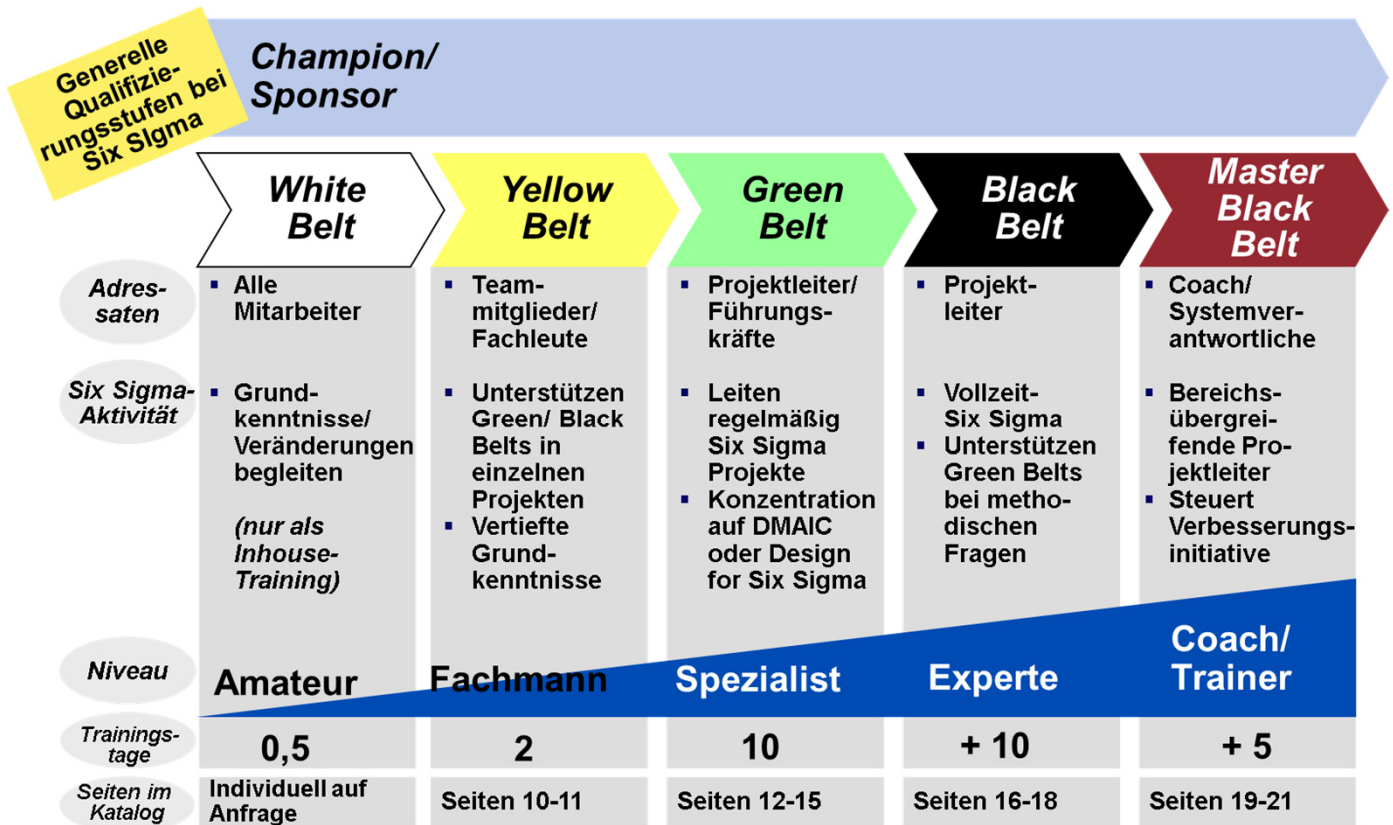 Generelle
Qualifizie-
rungsstufen bei
Six SIgma
Champion/
Sponsor
White
Belt
Yellow
Belt
Green
Belt
Black
Belt
Master
Black
Belt
Adres-
saten
▪ Alle
Mitarbeiter
▪ Team-
mitglieder/
Fachleute
▪ Projektleiter/
Führungs-
kräfte
▪ Projekt-
leiter
▪ Coach/
Systemver-
antwortliche
Six Sigma-
Aktivität
▪ Grund-
kenntnisse/
Veränderungen
begleiten
(nur als
Inhouse-
Training)
▪ Unterstützen
Green/ Black
Belts in
einzelnen
Projekten
▪ Vertiefte
Grund-
kenntnisse
▪ Leiten
regelmäßig
Six Sigma
Projekte
▪ Konzentration
auf DMAIC
oder Design
for Six Sigma
▪ Vollzeit-
Six Sigma
▪ Unterstützen
Green Belts
bei metho-
dischen
Fragen
▪ Bereichs-
übergrei-
fende Pro-
jektleiter
▪ Steuert
Verbesserungs-
initiative
Niveau
Amateur
Fachmann
Spezialist
Experte
Coach/
Trainer
Trainings-
tage
0,5
2
10
+ 10
+ 5
Seiten im
Katalog
Individuell auf
Anfrage
Seiten 10-11
Seiten 12-15
Seiten 16-18
Seiten 19-21